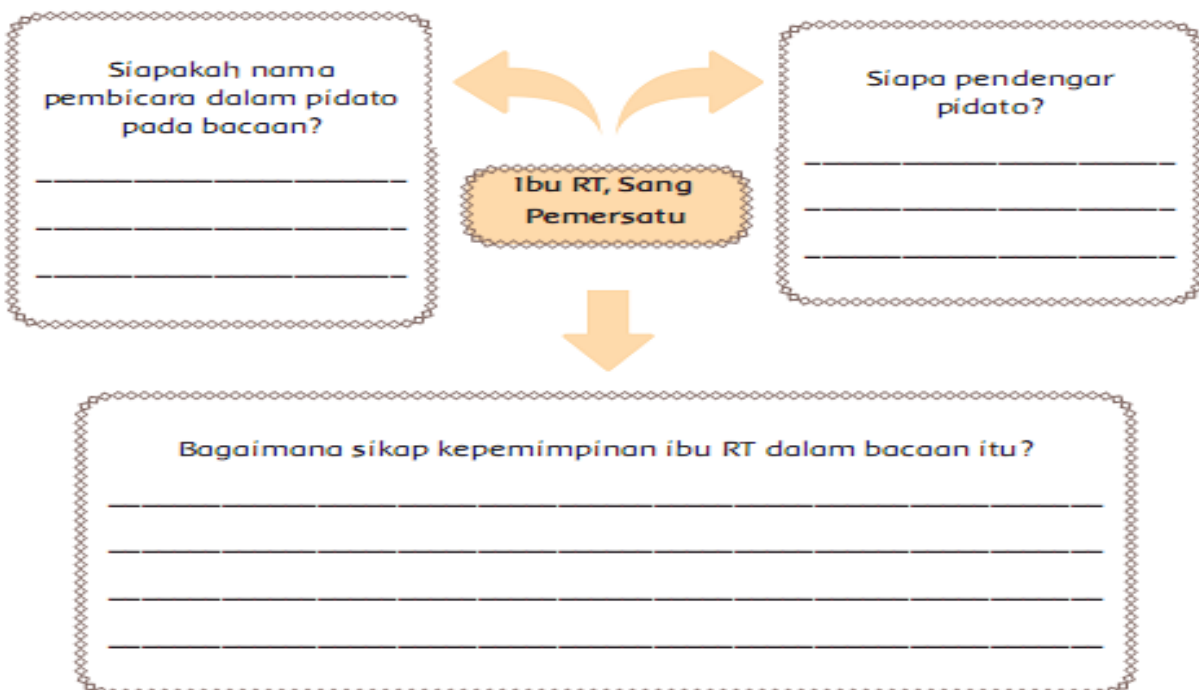 Siapakah nama
pembicara dalam pidato
pada bacaan?
Siapa pendengar
pidato?
Ibu RT, Sang
Pemersatu
Bagaimana sikap kepemimpinan ibu RT dalam bacaan itu?